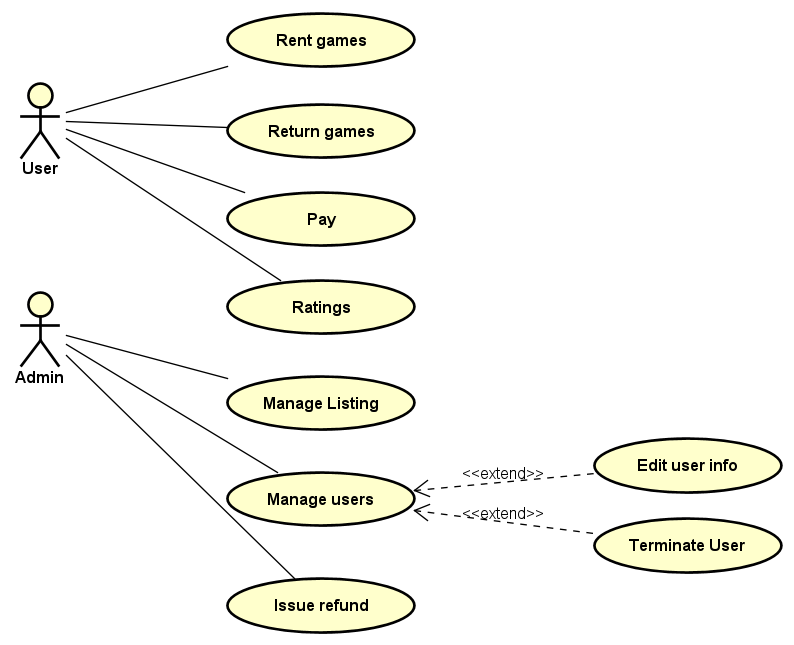 Rent games
Return games
User
Pay
Ratings
Admin
Manage Listing
Manage users
<<extend>>
Edit user info
<<extend>>
Terminate User
Issue refund